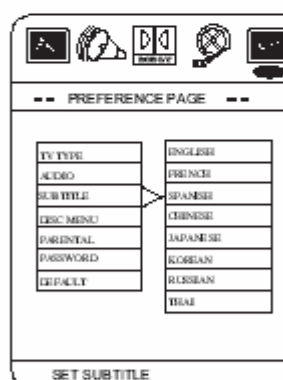 -- PREFERENCE PAGE --
TV TYPE
AUDIO
SUBTITLE
DISC MENU
PARENTAL
PASSWORD
DEFAULT
ENGLISH
FRENCH
SPANISH
CHINESE
JAPANESE
KOREAN
RUSSIAN
THAI
SET SUBTITLE